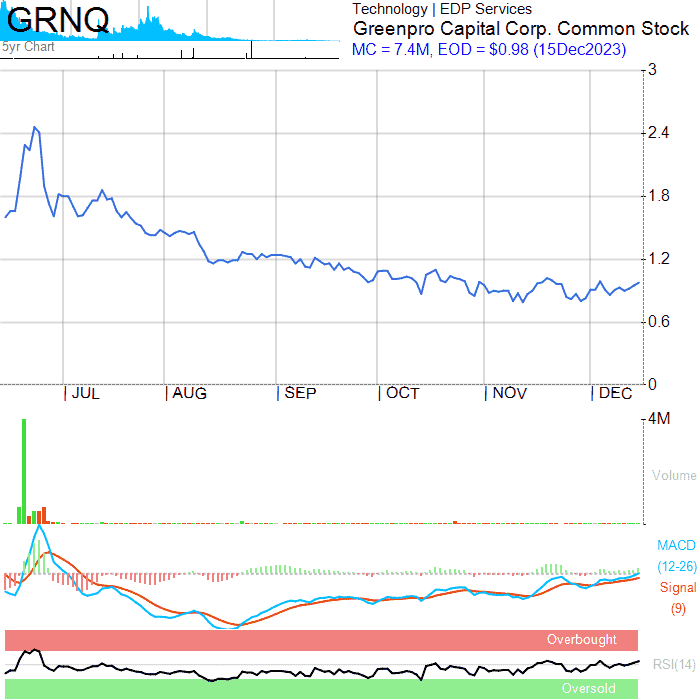 GRNQ
5yr Chart
Technology | EDP Services
Greenpro Capital Corp. Common Stock
MC = 7.4M, EOD = $0.98 (15Dec2023)
3
2.4
1.8
1.2
0.6
0
JUL AUG SEP OCT NOV DEC
4M
Volume
MACD
(12-26)
Signal
(9)
Overbought
RSI(14)
Oversold